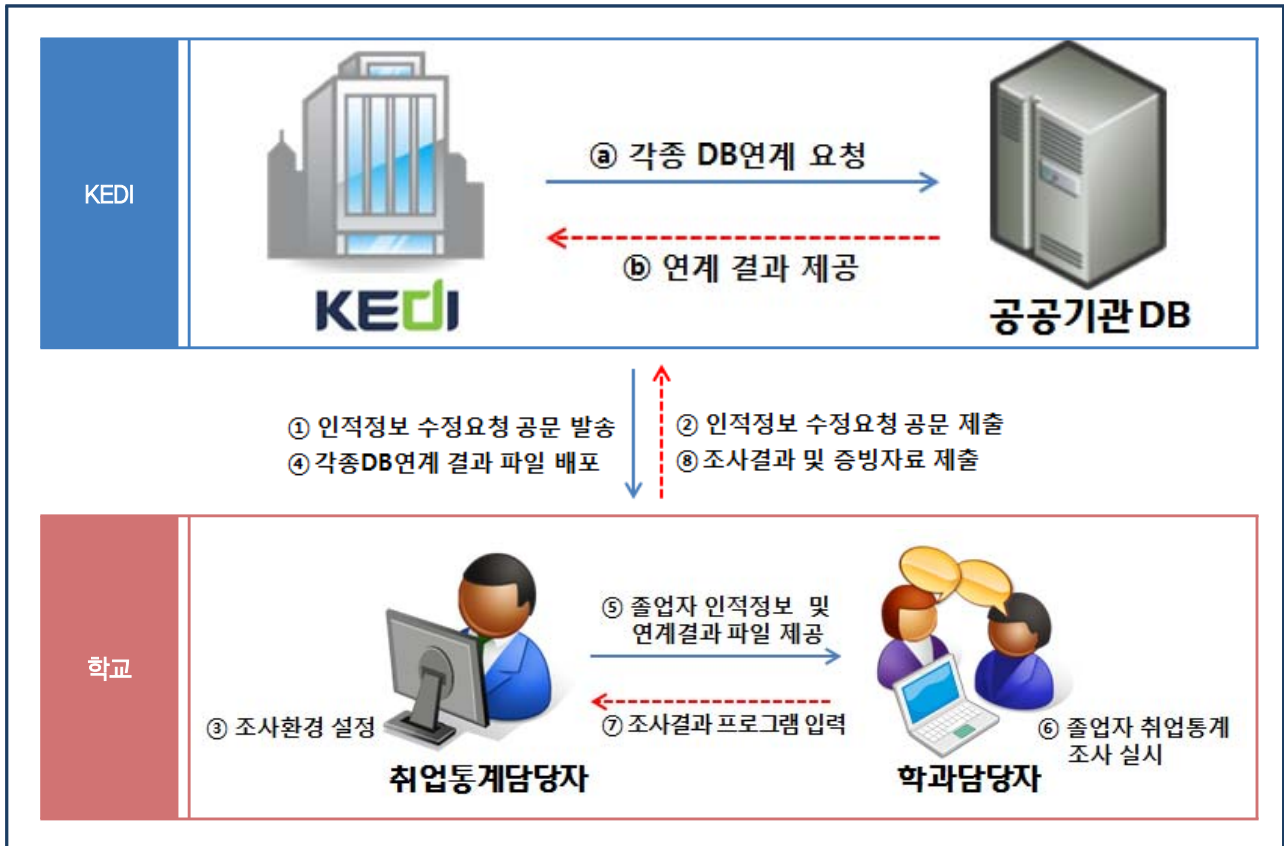 KEDI
ⓐ 각종 DB연계 요청
ⓑ 연계 결과 제공
KEDI
공공기관 DB
① 인적정보 수정요청 공문 발송
④ 각종DB연계 결과 파일 배포
② 인적정보 수정요청 공문 제출
⑧ 조사결과 및 증빙자료 제출
학교
⑤ 졸업자 인적정보 및
연계결과 파일 제공
③ 조사환경 설정
⑦ 조사결과 프로그램 입력
⑥ 졸업자 취업통계
조사 실시
취업통계담당자
학과담당자